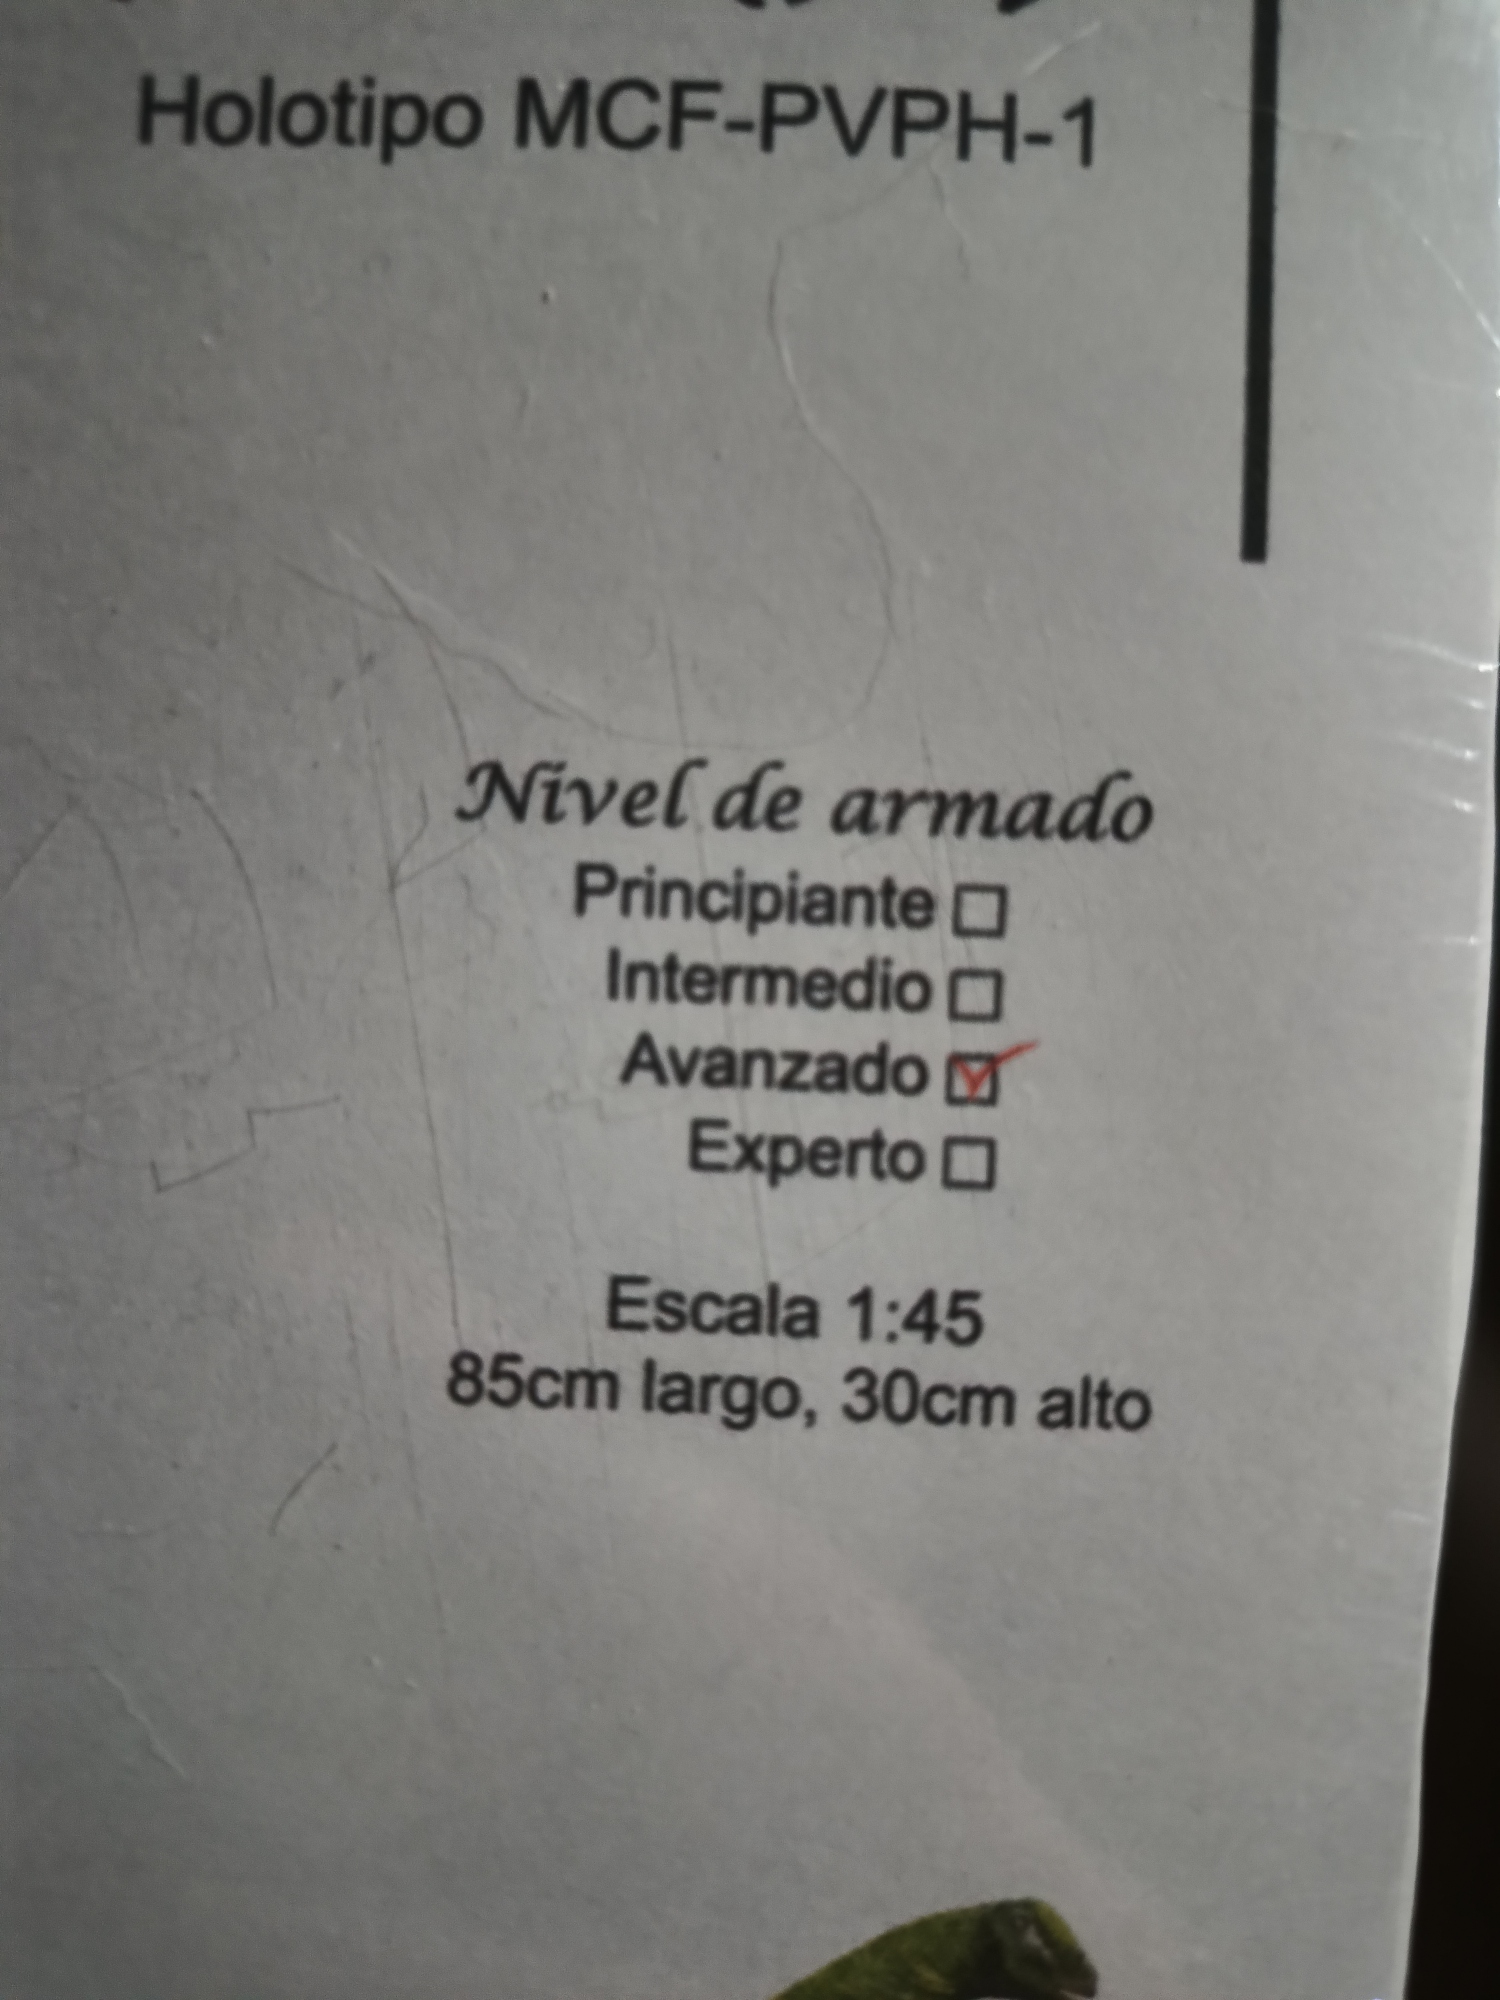 Holotipo MCF-PVPH-1
Nivel de armado
Principiante ☐
Intermedio ☐
Avanzado ☑
Experto ☐
Escala 1:45
85cm largo, 30cm alto